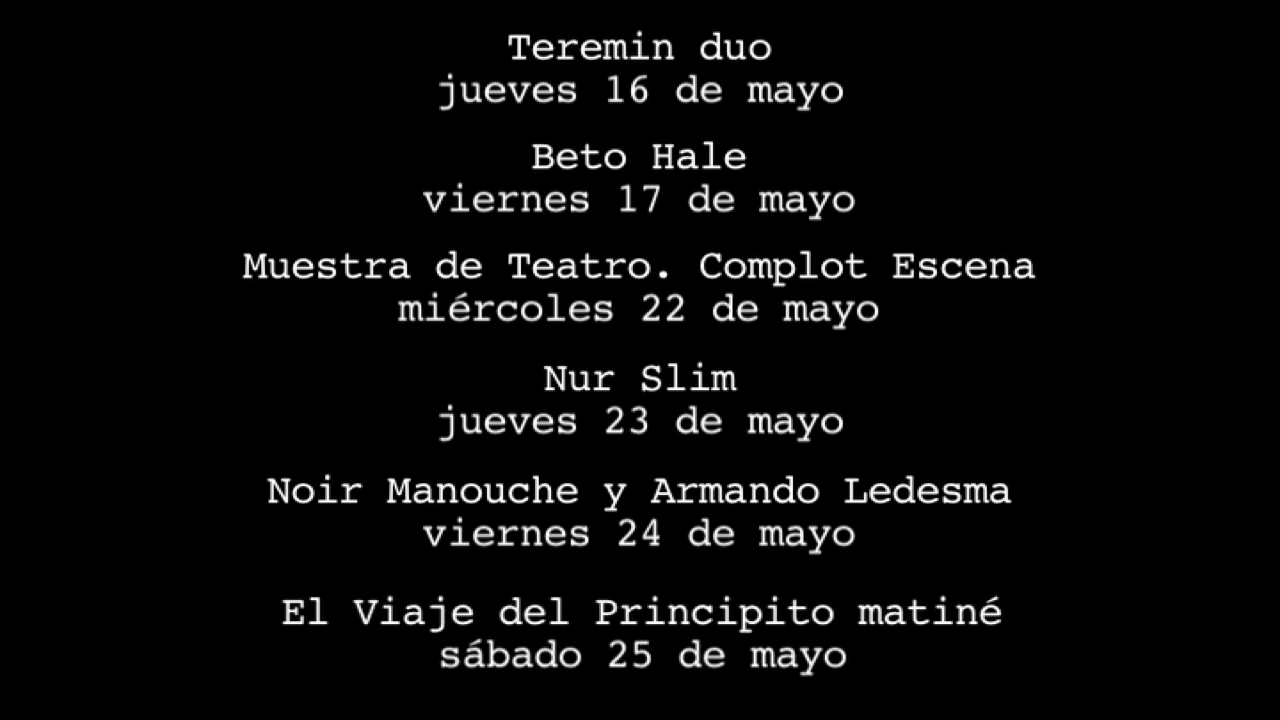 Teremin duo
jueves 16 de mayo
Beto Hale
viernes 17 de mayo
Muestra de Teatro. Complot Escena
miércoles 22 de mayo
Nur Slim
jueves 23 de mayo
Noir Manouche y Armando Ledesma
viernes 24 de mayo
El Viaje del Principito matiné
sábado 25 de mayo